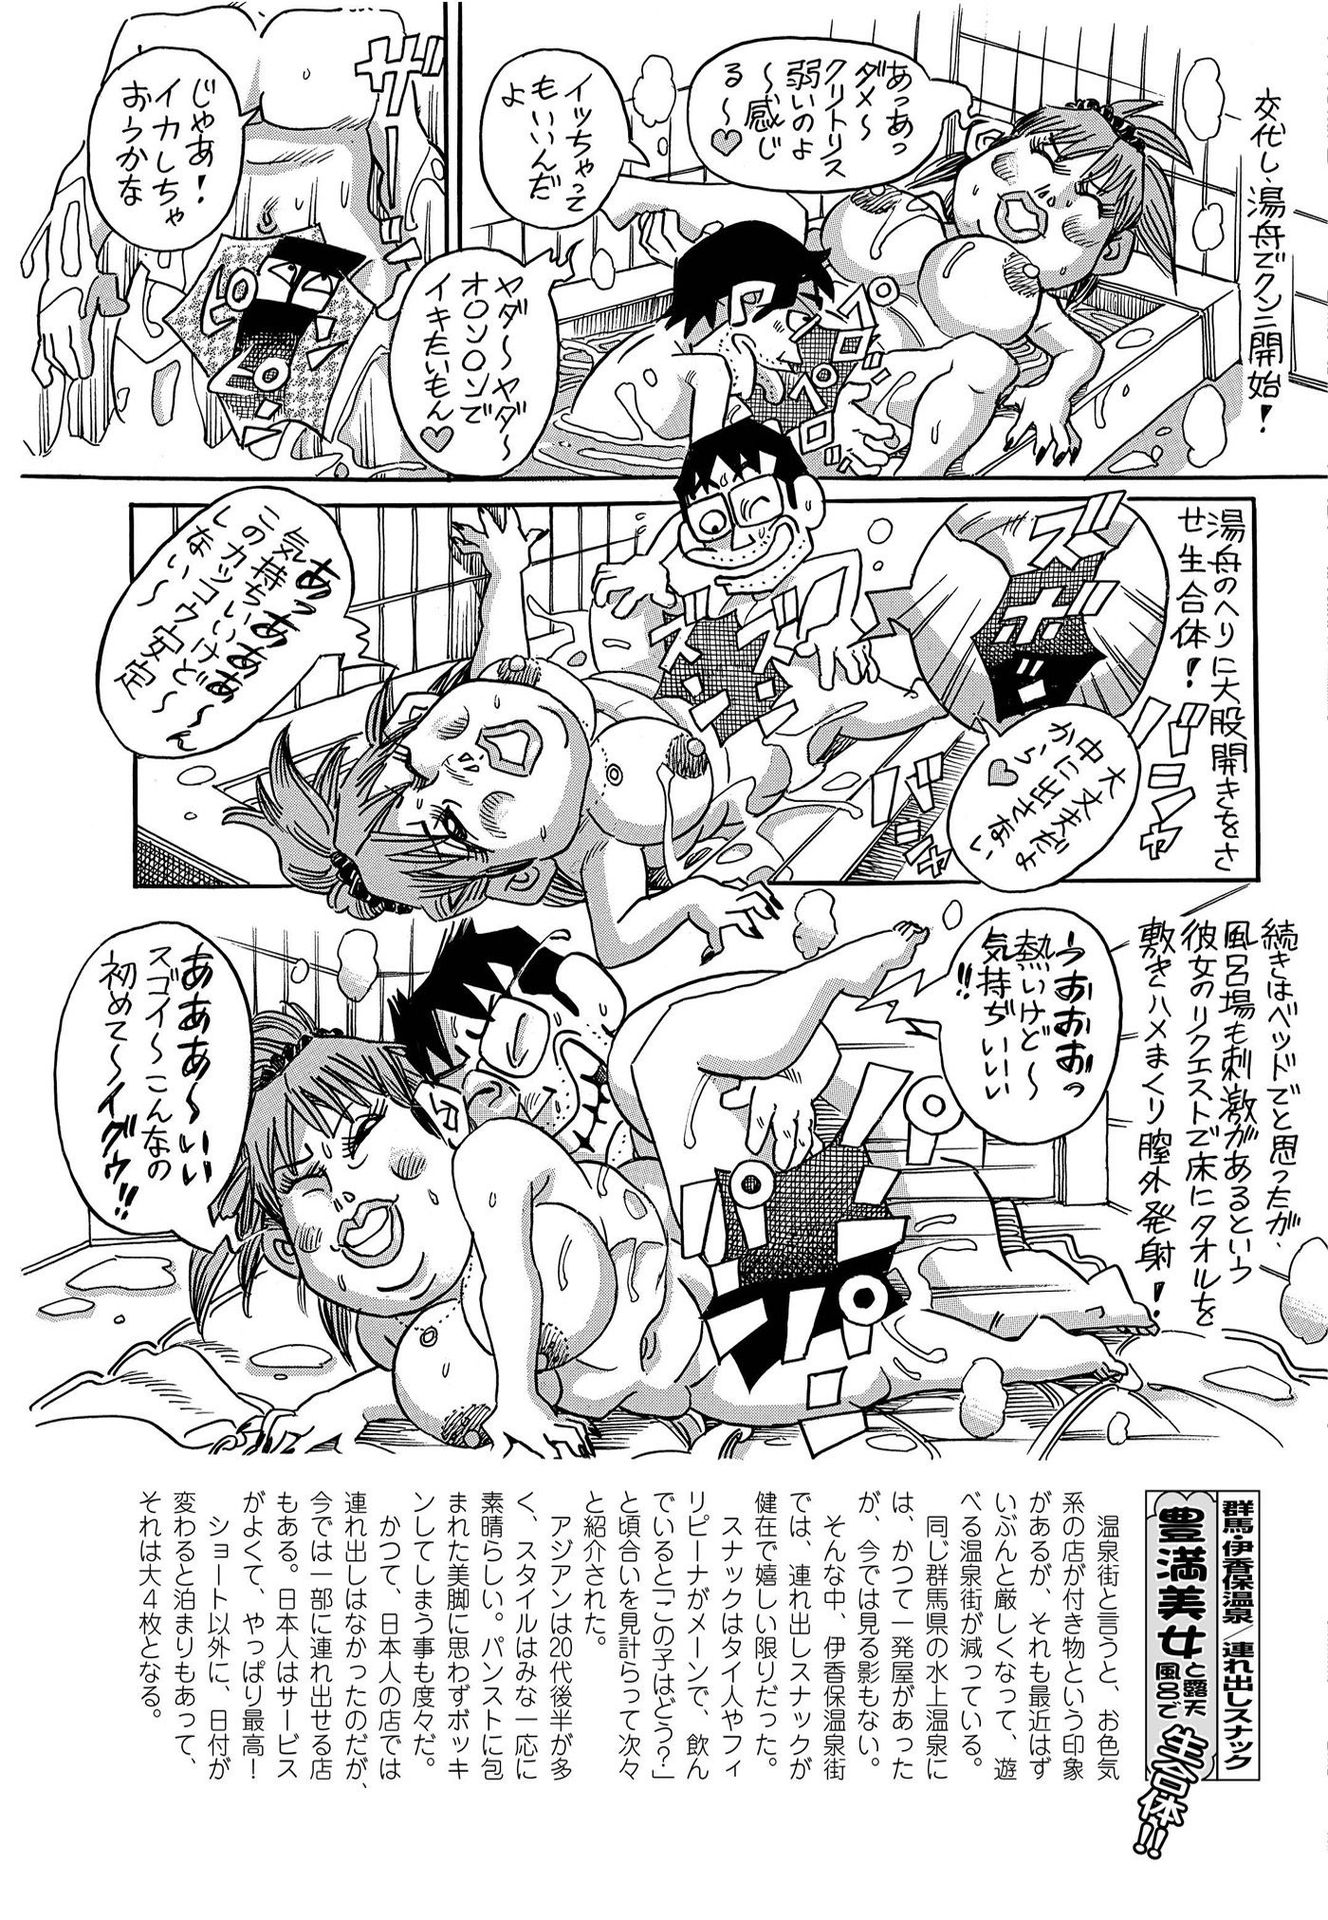 交代し、湯舟でクンニ開始!
あっあっ
ダメ〜
クリトリス
弱いのよ
〜感じ
る〜♡
イッちゃって
もいいんだ
よ
ヤダ〜ヤダ〜
オ〇ン〇ンで
イキたいもん♡
じゃあ!
イカしちゃ
おうかな
湯舟のヘリに大股開きをさ
せ生合体!
大丈夫だよ
中に出さない
から♡
あっあああ〜ん
気持ちいいけど〜
このカッコウ安定
しない〜
続きはベッドでと思ったが、
風呂場も刺激があるという
彼女のリクエストで床にタオルを
敷きハメまくり膣外発射!
うおおおっ
熱いけど〜
気持ぢいいい
!!
あああ〜いい
スゴイ〜こんなの
初めて〜イグゥ!!
群馬・伊香保温泉/連れ出しスナック
豊満美女と露天風呂で生合体!!
温泉街と言うと、お色気
系の店が付き物という印象
があるが、それも最近はず
いぶんと厳しくなって、遊
べる温泉街が減っている。
同じ群馬県の水上温泉に
は、かつて一発屋があった
が、今では見る影もない。
そんな中、伊香保温泉街
では、連れ出しスナックが
健在で嬉しい限りだった。
スナックはタイ人やフィ
リピーナがメーンで、飲ん
でいると「この子はどう?」
と頃合いを見計らって次々
と紹介された。
アジアンは20代後半が多
く、スタイルはみな一応に
素晴らしい。パンストに包
まれた美脚に思わずボッキ
ンしてしまう事も度々だ。
かつて、日本人の店では
連れ出しはなかったのだが、
今では一部に連れ出せる店
もある。日本人はサービス
がよくて、やっぱり最高!
ショート以外に、日付が
変わると泊まりもあって、
それは大4枚となる。